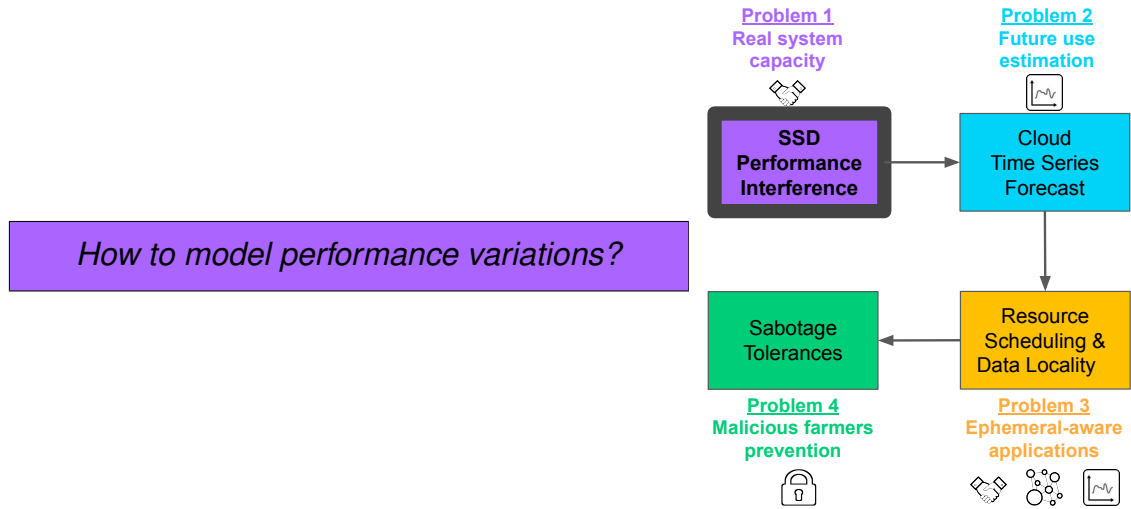 How to model performance variations?
Problem 1
Real system
capacity
SSD
Performance
Interference
Problem 2
Future use
estimation
Cloud
Time Series
Forecast
Resource
Scheduling &
Data Locality
Problem 3
Ephemeral-aware
applications
Sabotage
Tolerances
Problem 4
Malicious farmers
prevention